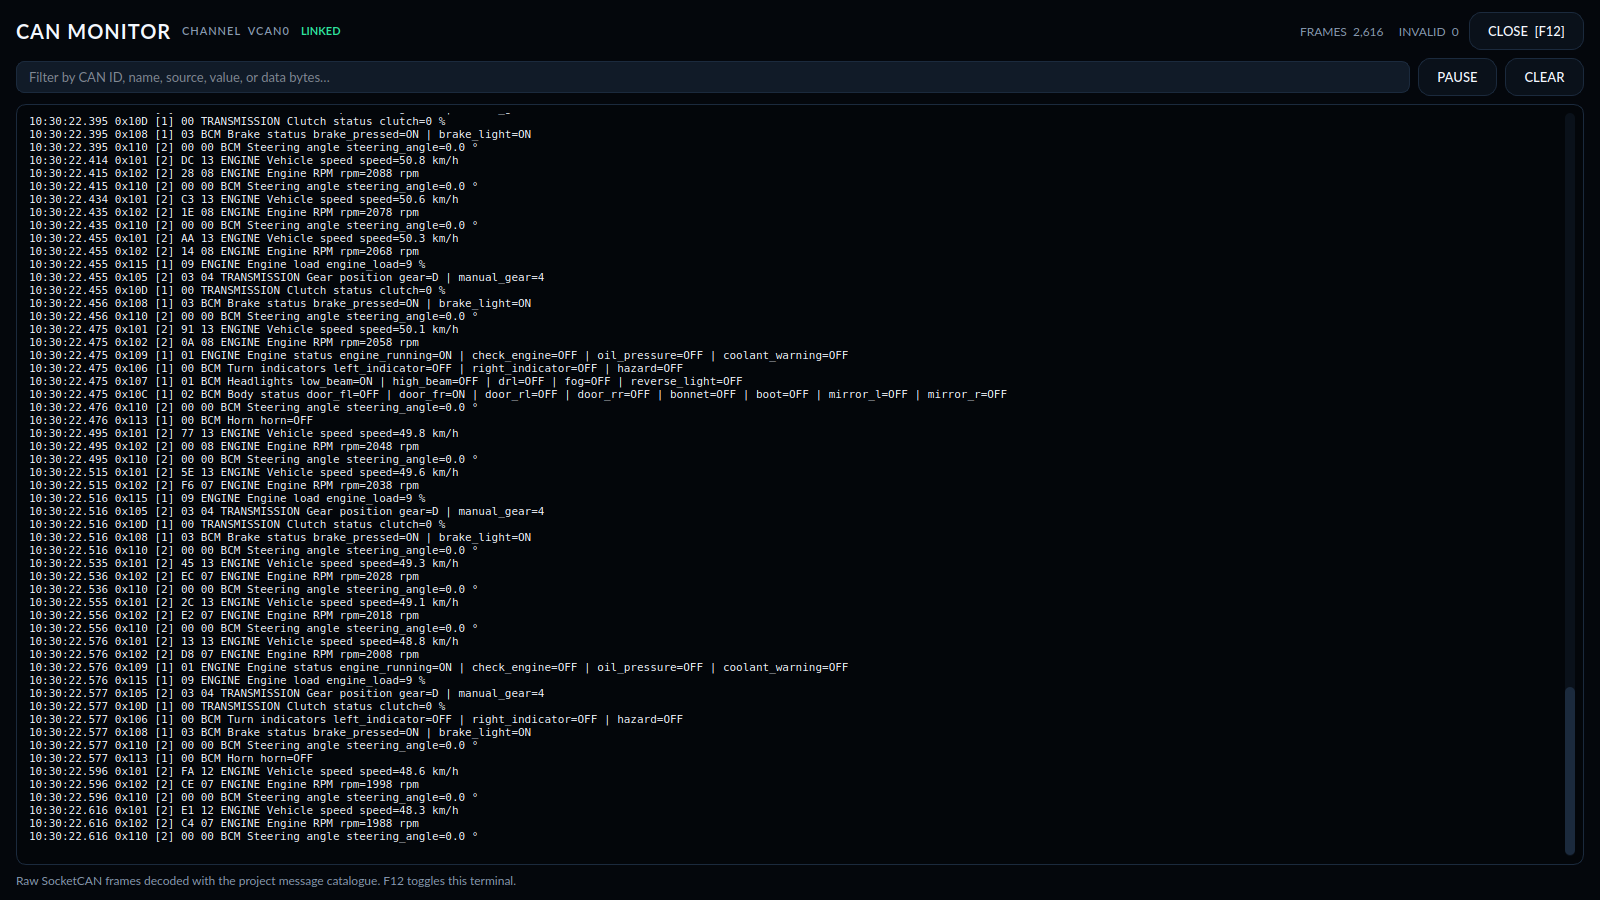 CAN MONITOR CHANNEL VCAN0 LINKED FRAMES 2,616 INVALID 0 CLOSE [F12]
Filter by CAN ID, name, source, value, or data bytes... PAUSE CLEAR
10:30:22.395 0x10D [1] 00 TRANSMISSION Clutch status clutch=0 %
10:30:22.395 0x108 [1] 03 BCM Brake status brake_pressed=ON | brake_light=ON
10:30:22.395 0x110 [2] 00 00 BCM Steering angle steering_angle=0.0 °
10:30:22.414 0x101 [2] DC 13 ENGINE Vehicle speed speed=50.8 km/h
10:30:22.415 0x102 [2] 28 08 ENGINE Engine RPM rpm=2088 rpm
10:30:22.415 0x110 [2] 00 00 BCM Steering angle steering_angle=0.0 °
10:30:22.434 0x101 [2] C3 13 ENGINE Vehicle speed speed=50.6 km/h
10:30:22.435 0x102 [2] 1E 08 ENGINE Engine RPM rpm=2078 rpm
10:30:22.435 0x110 [2] 00 00 BCM Steering angle steering_angle=0.0 °
10:30:22.455 0x101 [2] AA 13 ENGINE Vehicle speed speed=50.3 km/h
10:30:22.455 0x102 [2] 14 08 ENGINE Engine RPM rpm=2068 rpm
10:30:22.455 0x115 [1] 09 ENGINE Engine load engine_load=9 %
10:30:22.455 0x105 [2] 03 04 TRANSMISSION Gear position gear=D | manual_gear=4
10:30:22.455 0x10D [1] 00 TRANSMISSION Clutch status clutch=0 %
10:30:22.456 0x108 [1] 03 BCM Brake status brake_pressed=ON | brake_light=ON
10:30:22.456 0x110 [2] 00 00 BCM Steering angle steering_angle=0.0 °
10:30:22.475 0x101 [2] 91 13 ENGINE Vehicle speed speed=50.1 km/h
10:30:22.475 0x102 [2] 0A 08 ENGINE Engine RPM rpm=2058 rpm
10:30:22.475 0x109 [1] 01 ENGINE Engine status engine_running=ON | check_engine=OFF | oil_pressure=OFF | coolant_warning=OFF
10:30:22.475 0x106 [1] 00 BCM Turn indicators left_indicator=OFF | right_indicator=OFF | hazard=OFF
10:30:22.475 0x107 [1] 01 BCM Headlights low_beam=ON | high_beam=OFF | drl=OFF | fog=OFF | reverse_light=OFF
10:30:22.475 0x10C [1] 02 BCM Body status door_fl=OFF | door_fr=ON | door_rl=OFF | door_rr=OFF | bonnet=OFF | boot=OFF | mirror_l=OFF | mirror_r=OFF
10:30:22.476 0x110 [2] 00 00 BCM Steering angle steering_angle=0.0 °
10:30:22.476 0x113 [1] 00 BCM Horn horn=OFF
10:30:22.495 0x101 [2] 77 13 ENGINE Vehicle speed speed=49.8 km/h
10:30:22.495 0x102 [2] 00 08 ENGINE Engine RPM rpm=2048 rpm
10:30:22.495 0x110 [2] 00 00 BCM Steering angle steering_angle=0.0 °
10:30:22.515 0x101 [2] 5E 13 ENGINE Vehicle speed speed=49.6 km/h
10:30:22.515 0x102 [2] F6 07 ENGINE Engine RPM rpm=2038 rpm
10:30:22.516 0x115 [1] 09 ENGINE Engine load engine_load=9 %
10:30:22.516 0x105 [2] 03 04 TRANSMISSION Gear position gear=D | manual_gear=4
10:30:22.516 0x10D [1] 00 TRANSMISSION Clutch status clutch=0 %
10:30:22.516 0x108 [1] 03 BCM Brake status brake_pressed=ON | brake_light=ON
10:30:22.516 0x110 [2] 00 00 BCM Steering angle steering_angle=0.0 °
10:30:22.535 0x101 [2] 45 13 ENGINE Vehicle speed speed=49.3 km/h
10:30:22.536 0x102 [2] EC 07 ENGINE Engine RPM rpm=2028 rpm
10:30:22.536 0x110 [2] 00 00 BCM Steering angle steering_angle=0.0 °
10:30:22.555 0x101 [2] 2C 13 ENGINE Vehicle speed speed=49.1 km/h
10:30:22.556 0x102 [2] E2 07 ENGINE Engine RPM rpm=2018 rpm
10:30:22.556 0x110 [2] 00 00 BCM Steering angle steering_angle=0.0 °
10:30:22.576 0x101 [2] 13 13 ENGINE Vehicle speed speed=48.8 km/h
10:30:22.576 0x102 [2] D8 07 ENGINE Engine RPM rpm=2008 rpm
10:30:22.576 0x109 [1] 01 ENGINE Engine status engine_running=ON | check_engine=OFF | oil_pressure=OFF | coolant_warning=OFF
10:30:22.576 0x115 [1] 09 ENGINE Engine load engine_load=9 %
10:30:22.577 0x105 [2] 03 04 TRANSMISSION Gear position gear=D | manual_gear=4
10:30:22.577 0x10D [1] 00 TRANSMISSION Clutch status clutch=0 %
10:30:22.577 0x106 [1] 00 BCM Turn indicators left_indicator=OFF | right_indicator=OFF | hazard=OFF
10:30:22.577 0x108 [1] 03 BCM Brake status brake_pressed=ON | brake_light=ON
10:30:22.577 0x110 [2] 00 00 BCM Steering angle steering_angle=0.0 °
10:30:22.577 0x113 [1] 00 BCM Horn horn=OFF
10:30:22.596 0x101 [2] FA 12 ENGINE Vehicle speed speed=48.6 km/h
10:30:22.596 0x102 [2] CE 07 ENGINE Engine RPM rpm=1998 rpm
10:30:22.596 0x110 [2] 00 00 BCM Steering angle steering_angle=0.0 °
10:30:22.616 0x101 [2] E1 12 ENGINE Vehicle speed speed=48.3 km/h
10:30:22.616 0x102 [2] C4 07 ENGINE Engine RPM rpm=1988 rpm
10:30:22.616 0x110 [2] 00 00 BCM Steering angle steering_angle=0.0 °
Raw SocketCAN frames decoded with the project message catalogue. F12 toggles this terminal.